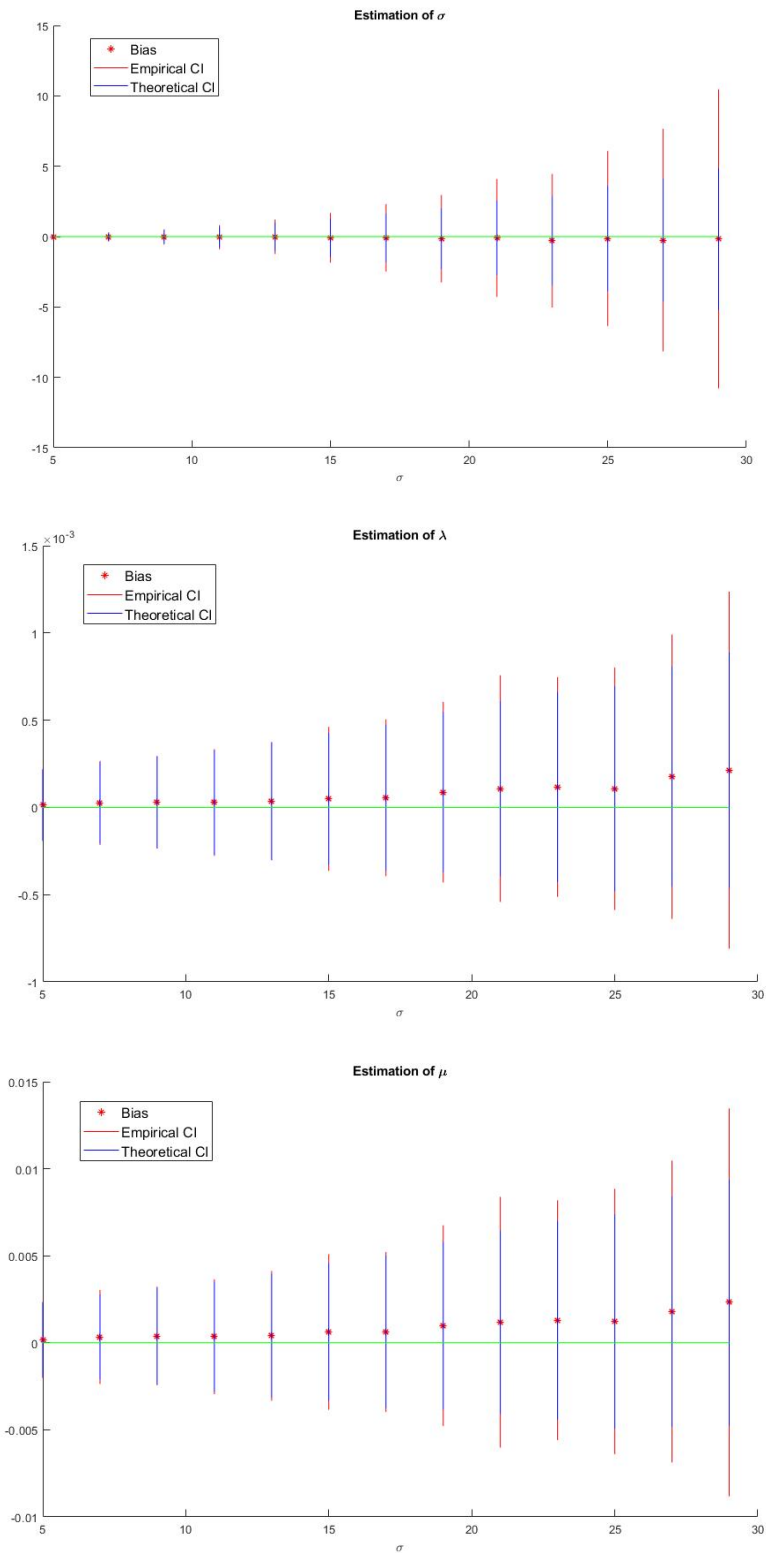 Estimation of σ
15
Bias
Empirical CI
Theoretical CI
10
5
0
-5
-10
-15
5 10 15 20 25 30
σ
Estimation of λ
×10⁻³
1.5
Bias
Empirical CI
Theoretical CI
1
0.5
0
-0.5
-1
5 10 15 20 25 30
σ
Estimation of μ
0.015
Bias
Empirical CI
Theoretical CI
0.01
0.005
0
-0.005
-0.01
5 10 15 20 25 30
σ